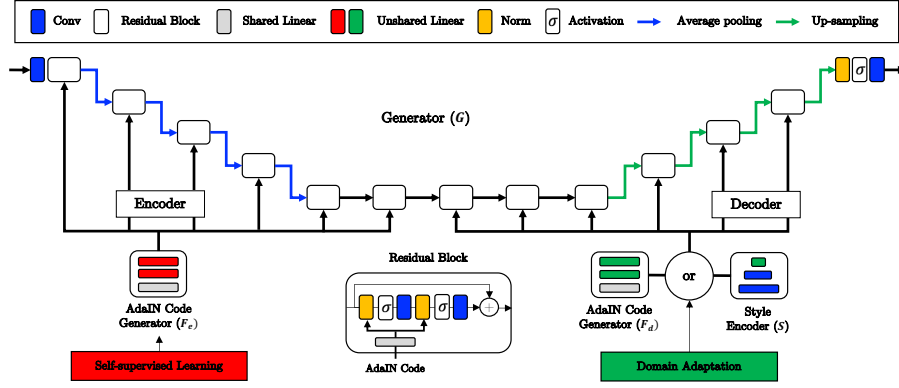 Conv Residual Block Shared Linear Unshared Linear Norm σ Activation Average pooling Up-sampling
σ
Generator (G)
Encoder
Decoder
Residual Block
σ σ
or
AdaIN Code
Generator (Fₑ)
AdaIN Code
Generator (F_d)
Style
Encoder (S)
Self-supervised Learning
AdaIN Code
Domain Adaptation